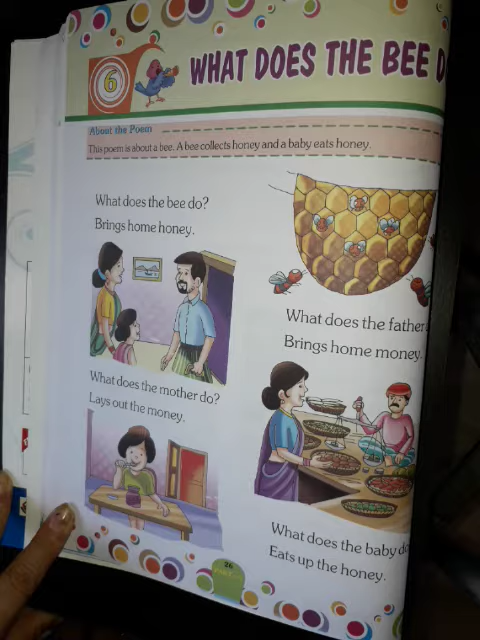 6
WHAT DOES THE BEE D
About the Poem
This poem is about a bee. A bee collects honey and a baby eats honey.
What does the bee do?
Brings home honey.
What does the father
Brings home money.
What does the mother do?
Lays out the money.
What does the baby do
Eats up the honey.
26